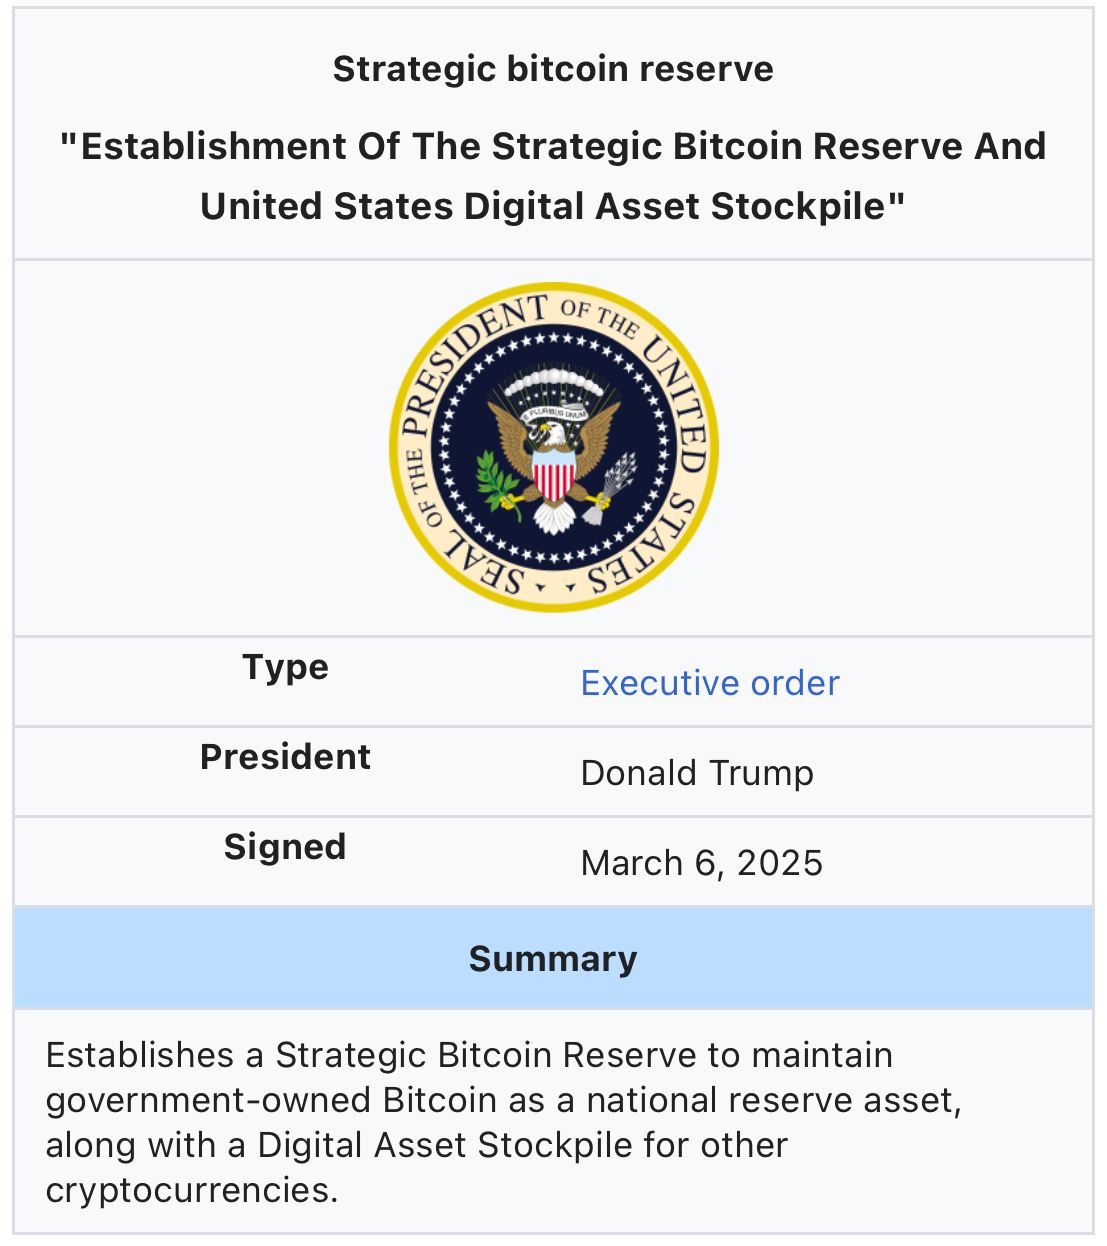 Strategic bitcoin reserve
"Establishment Of The Strategic Bitcoin Reserve And
United States Digital Asset Stockpile"
SEAL OF THE PRESIDENT OF THE UNITED STATES
E PLURIBUS UNUM
Type
Executive order
President
Donald Trump
Signed
March 6, 2025
Summary
Establishes a Strategic Bitcoin Reserve to maintain
government-owned Bitcoin as a national reserve asset,
along with a Digital Asset Stockpile for other
cryptocurrencies.